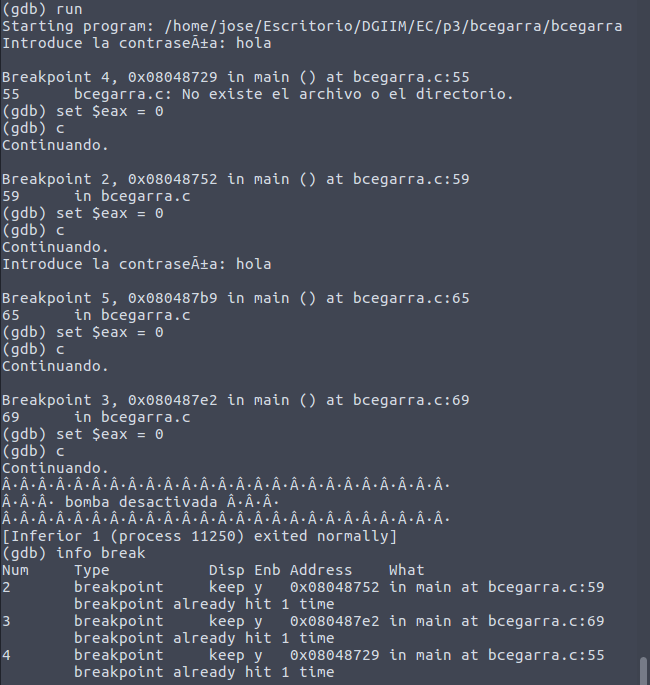 (gdb) run
Starting program: /home/jose/Escritorio/DGIIM/EC/p3/bcegarra/bcegarra
Introduce la contraseÃ±a: hola

Breakpoint 4, 0x08048729 in main () at bcegarra.c:55
55      bcegarra.c: No existe el archivo o el directorio.
(gdb) set $eax = 0
(gdb) c
Continuando.

Breakpoint 2, 0x08048752 in main () at bcegarra.c:59
59      in bcegarra.c
(gdb) set $eax = 0
(gdb) c
Continuando.
Introduce la contraseÃ±a: hola

Breakpoint 5, 0x080487b9 in main () at bcegarra.c:65
65      in bcegarra.c
(gdb) set $eax = 0
(gdb) c
Continuando.

Breakpoint 3, 0x080487e2 in main () at bcegarra.c:69
69      in bcegarra.c
(gdb) set $eax = 0
(gdb) c
Continuando.
Â·Â·Â·Â·Â·Â·Â·Â·Â·Â·Â·Â·Â·Â·Â·Â·Â·Â·Â·Â·Â·Â·Â·Â·Â·
Â·Â·Â· bomba desactivada Â·Â·Â·
Â·Â·Â·Â·Â·Â·Â·Â·Â·Â·Â·Â·Â·Â·Â·Â·Â·Â·Â·Â·Â·Â·Â·Â·Â·
[Inferior 1 (process 11250) exited normally]
(gdb) info break
Num     Type           Disp Enb Address    What
2       breakpoint     keep y   0x08048752 in main at bcegarra.c:59
        breakpoint already hit 1 time
3       breakpoint     keep y   0x080487e2 in main at bcegarra.c:69
        breakpoint already hit 1 time
4       breakpoint     keep y   0x08048729 in main at bcegarra.c:55
        breakpoint already hit 1 time